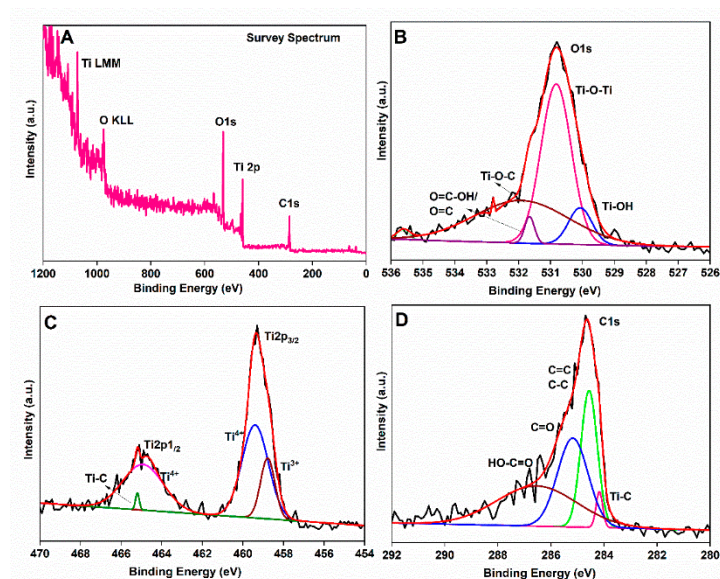 A
Survey Spectrum
Ti LMM
O KLL
O1s
Ti 2p
C1s
Intensity (a.u.)
1200 1000 800 600 400 200 0
Binding Energy (eV)
B
O1s
Ti-O-Ti
Ti-O-C
O=C-OH/
O=C
Ti-OH
Intensity (a.u.)
536 535 534 533 532 531 530 529 528 527 526
Binding Energy (eV)
C
Ti2p3/2
Ti4+
Ti3+
Ti2p1/2
Ti-C
Ti4+
Intensity (a.u.)
470 468 466 464 462 460 458 456 454
Binding Energy (eV)
D
C1s
C=C
C-C
C=O
HO-C=O
Ti-C
Intensity (a.u.)
292 290 288 286 284 282 280
Binding Energy (eV)